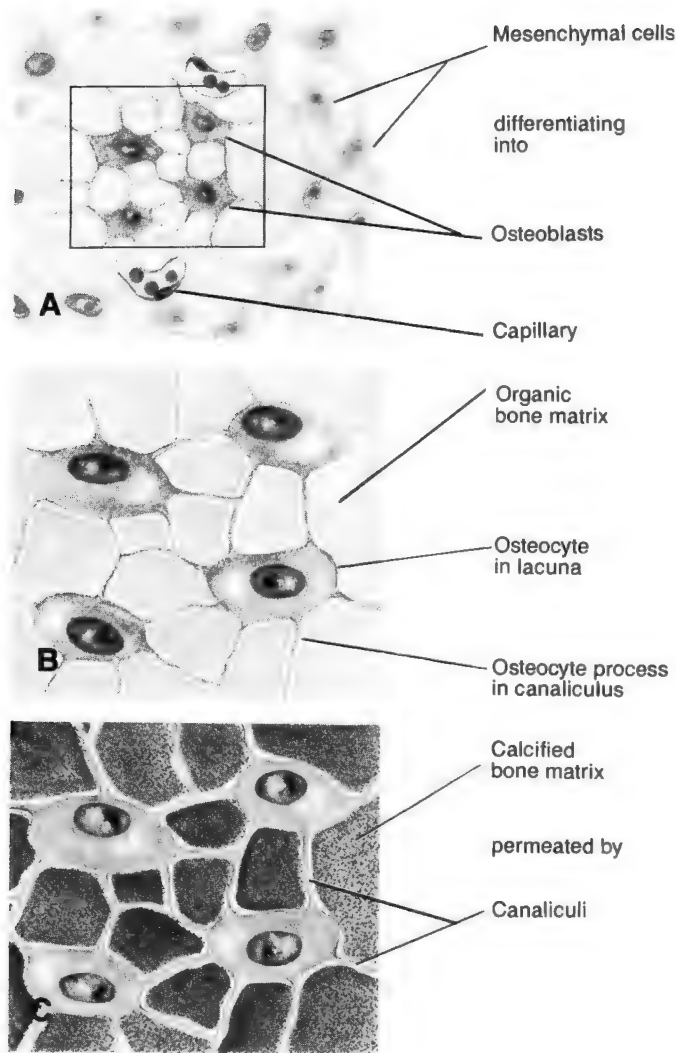 Mesenchymal cells
differentiating
into
Osteoblasts
A
Capillary
Organic
bone matrix
Osteocyte
in lacuna
B
Osteocyte process
in canaliculus
Calcified
bone matrix
permeated by
Canaliculi
C